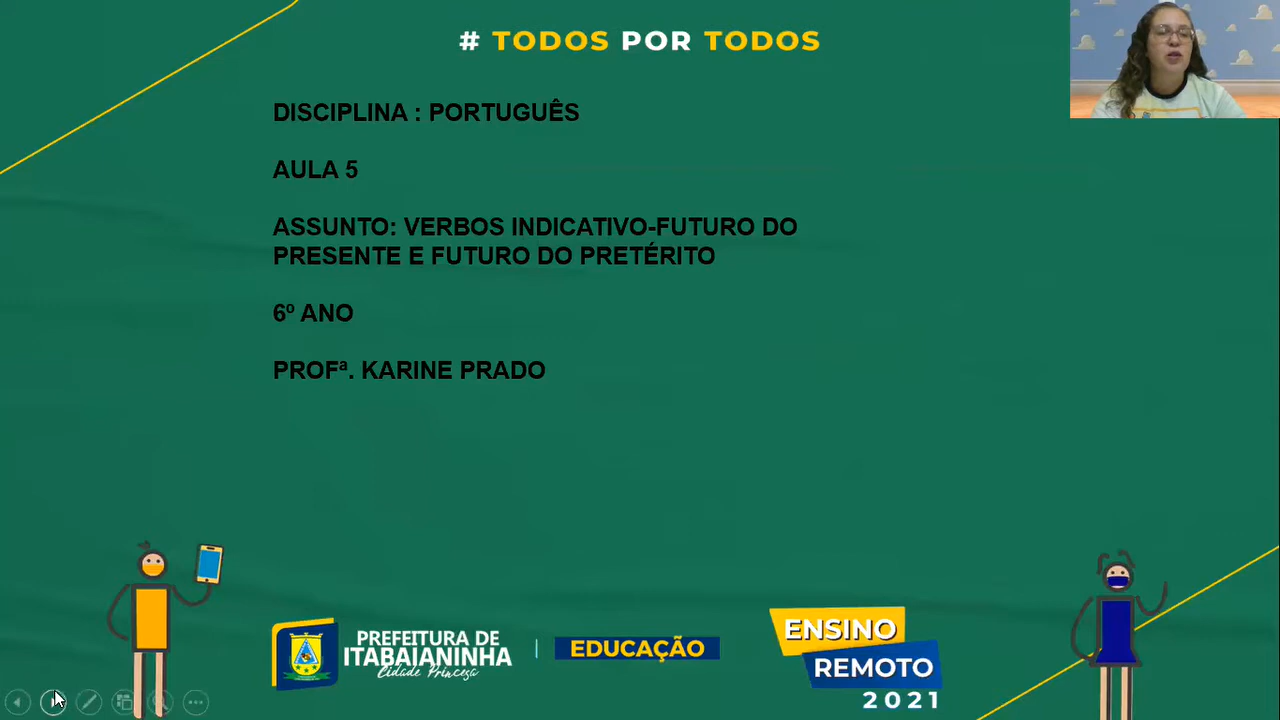 # TODOS POR TODOS
DISCIPLINA : PORTUGUÊS
AULA 5
ASSUNTO: VERBOS INDICATIVO-FUTURO DO
PRESENTE E FUTURO DO PRETÉRITO
6º ANO
PROFª. KARINE PRADO
PREFEITURA DE
ITABAIANINHA
Cidade Princesa
EDUCAÇÃO
ENSINO
REMOTO
2021